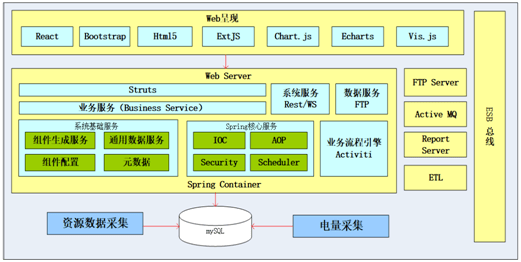 Web呈现
React
Bootstrap
Html5
ExtJS
Chart.js
Echarts
Vis.js
Web Server
Struts
业务服务（Business Service）
系统服务
Rest/WS
数据服务
FTP
系统基础服务
组件生成服务
通用数据服务
组件配置
元数据
Spring核心服务
IOC
AOP
Security
Scheduler
业务流程引擎
Activiti
Spring Container
FTP Server
Active MQ
Report
Server
ETL
ESB 总线
资源数据采集
mySQL
电量采集